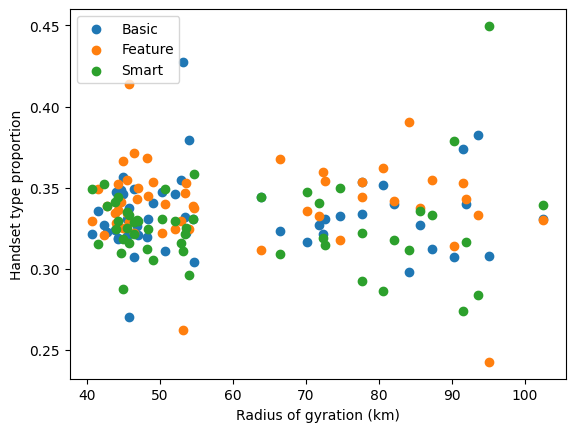 Basic
Feature
Smart
0.45
0.40
0.35
0.30
0.25
Handset type proportion
40 50 60 70 80 90 100
Radius of gyration (km)